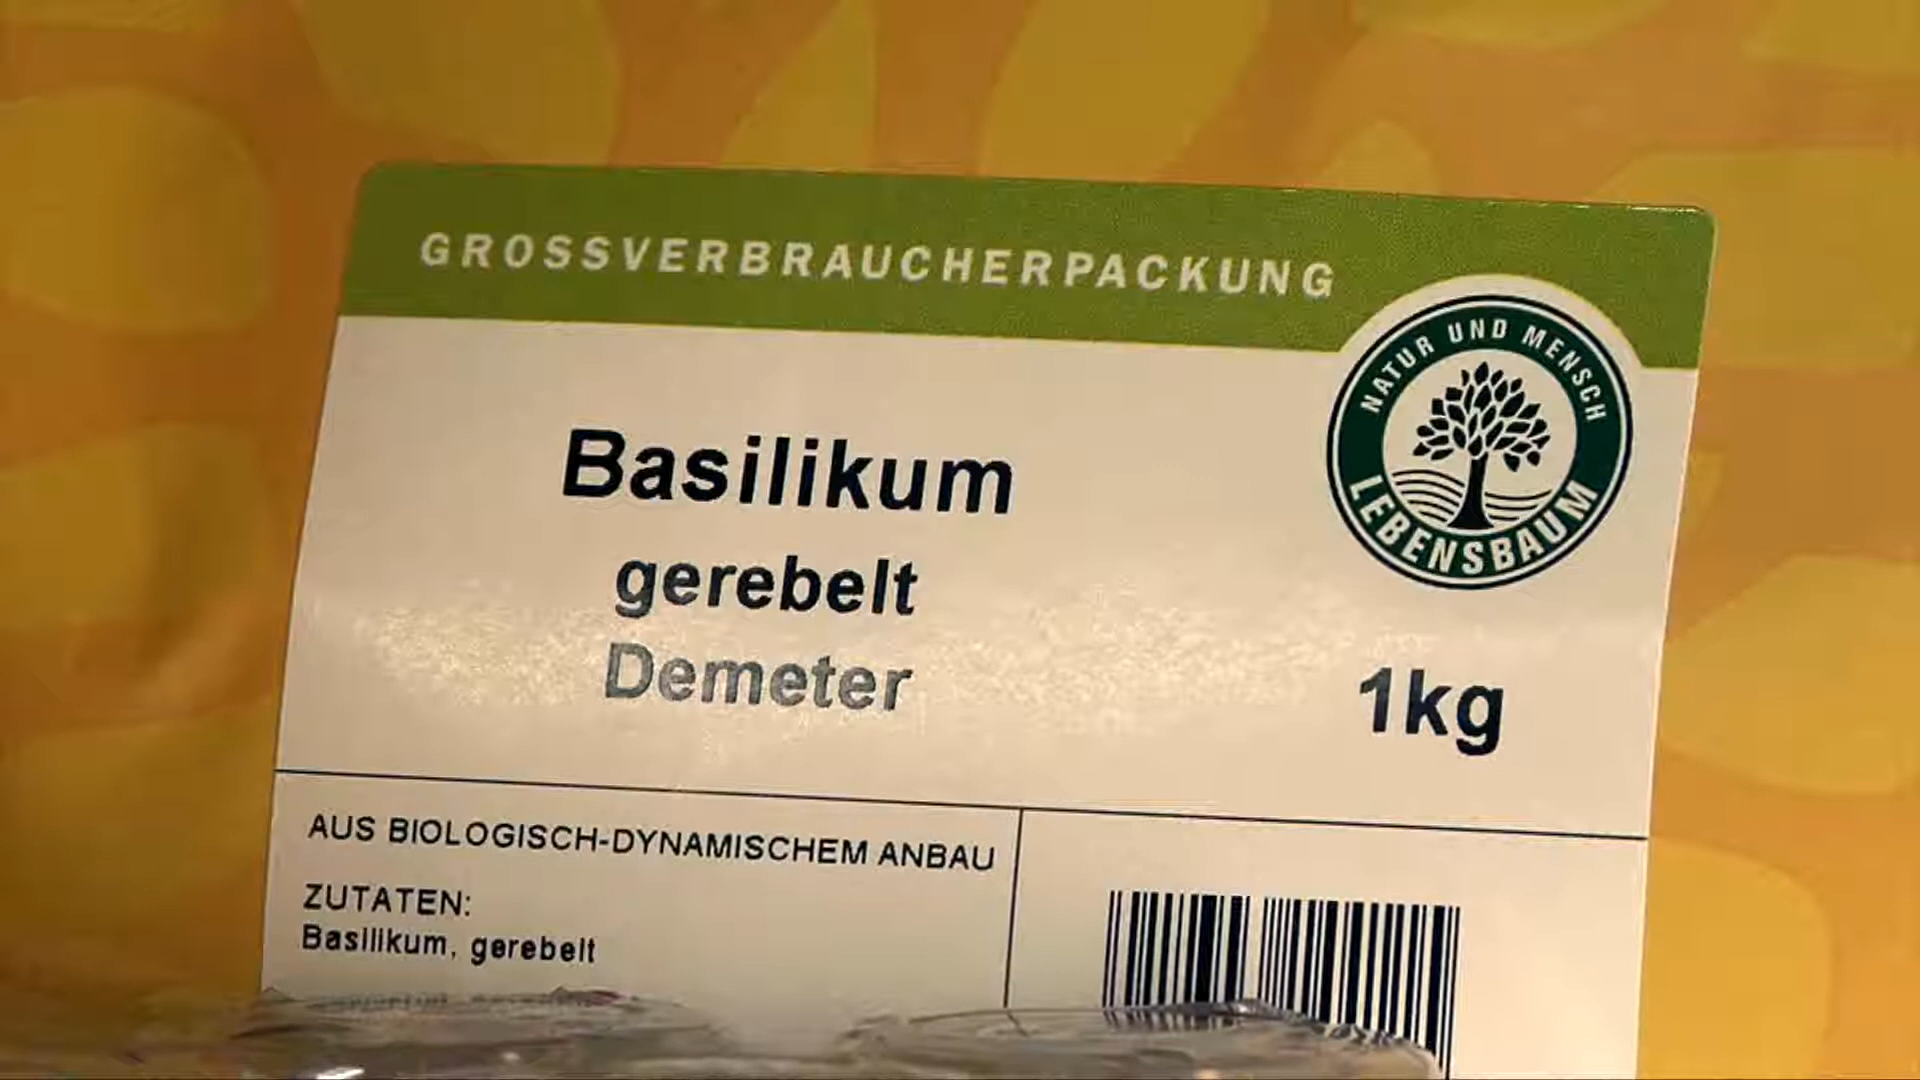 GROSSVERBRAUCHERPACKUNG
NATUR UND MENSCH
LEBENSBAUM
Basilikum
gerebelt
Demeter
1kg
AUS BIOLOGISCH-DYNAMISCHEM ANBAU
ZUTATEN:
Basilikum, gerebelt